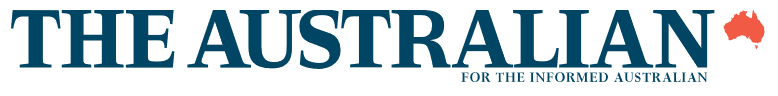 THE AUSTRALIAN
FOR THE INFORMED AUSTRALIAN